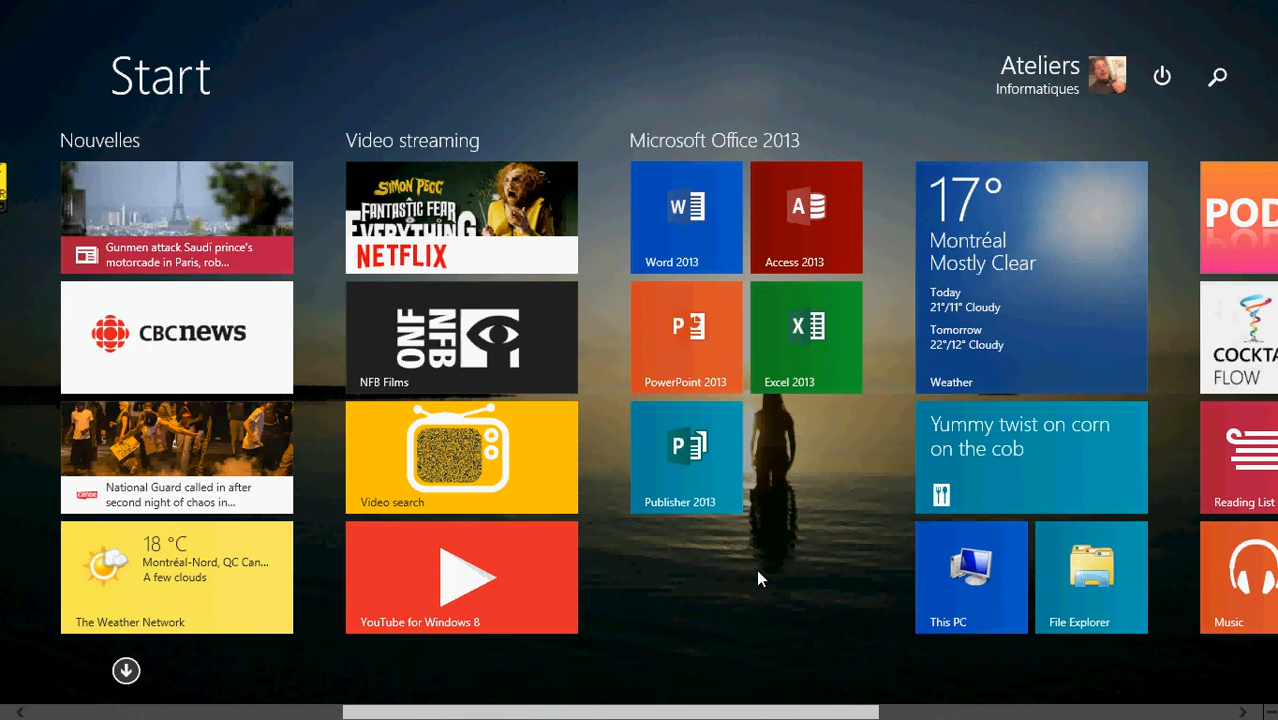 Start
Ateliers
Informatiques
Nouvelles
Gunmen attack Saudi prince's
motorcade in Paris, rob...
CBCNEWS
canoe
National Guard called in after
second night of chaos in...
18 °C
Montréal-Nord, QC Can...
A few clouds
The Weather Network
Video streaming
SIMON PEGG
A
FANTASTIC FEAR
OF
EVERYTHING
NETFLIX
ONF
NFB
NFB Films
Video search
YouTube for Windows 8
Microsoft Office 2013
W
Word 2013
A
Access 2013
P
PowerPoint 2013
X
Excel 2013
P
Publisher 2013
17°
Montréal
Mostly Clear
Today
21°/11° Cloudy
Tomorrow
22°/12° Cloudy
Weather
Yummy twist on corn
on the cob
This PC
File Explorer
POD
COCKTA
FLOW
Reading List
Music